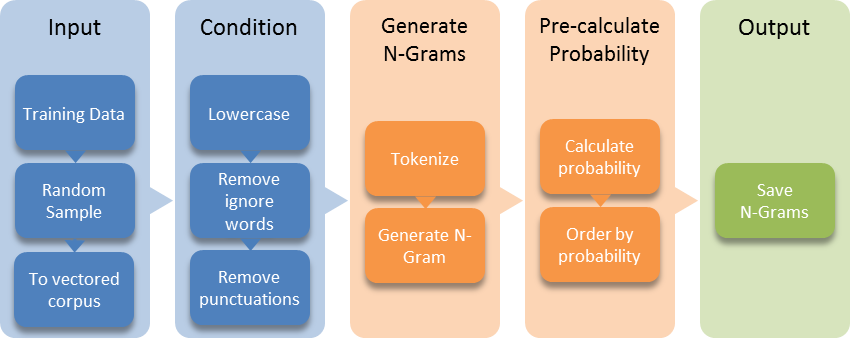 Input
Training Data
Random
Sample
To vectored
corpus
Condition
Lowercase
Remove
ignore
words
Remove
punctuations
Generate
N-Grams
Tokenize
Generate N-
Gram
Pre-calculate
Probability
Calculate
probability
Order by
probability
Output
Save
N-Grams